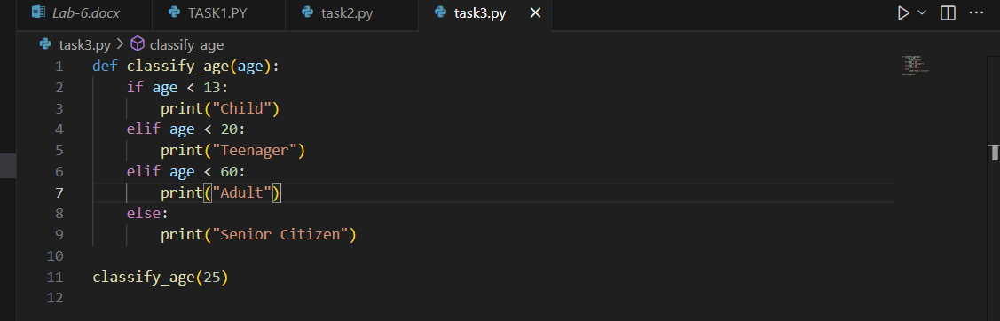 Lab-6.docx TASK1.PY task2.py task3.py
task3.py > classify_age
1 def classify_age(age):
2     if age < 13:
3         print("Child")
4     elif age < 20:
5         print("Teenager")
6     elif age < 60:
7         print("Adult")
8     else:
9         print("Senior Citizen")
10
11 classify_age(25)
12